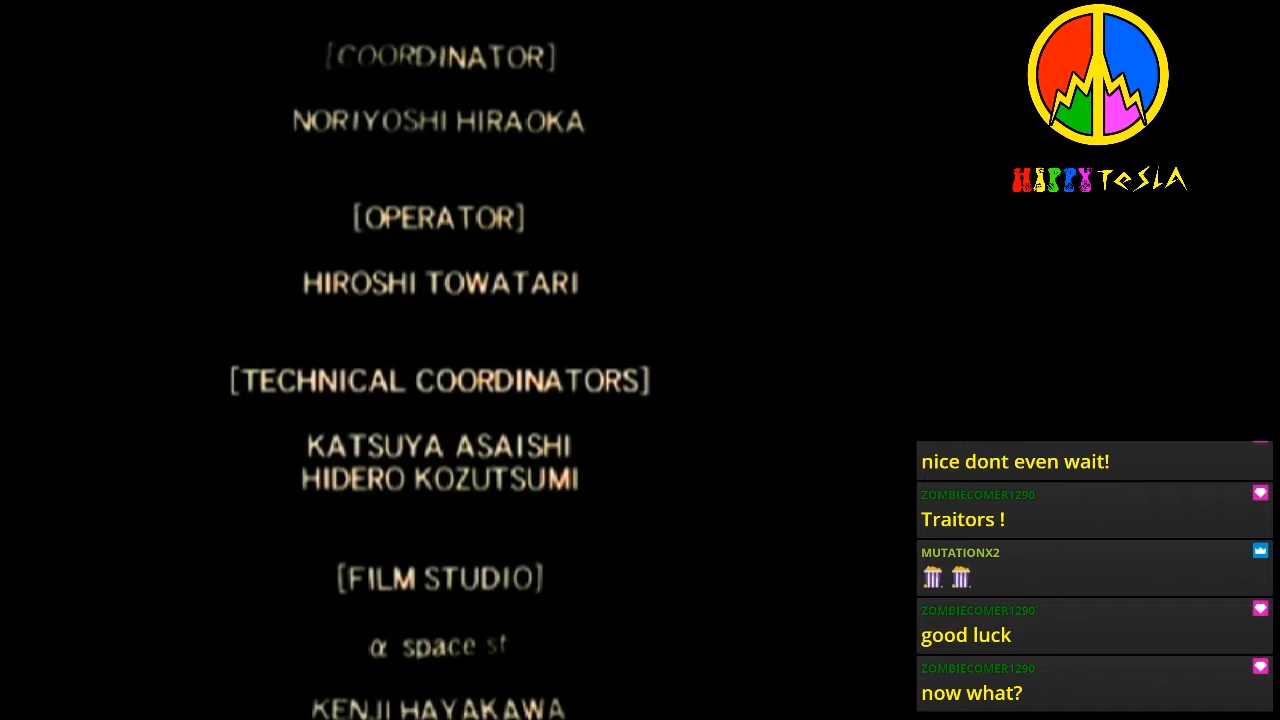 [COORDINATOR]
NORIYOSHI HIRAOKA
[OPERATOR]
HIROSHI TOWATARI
[TECHNICAL COORDINATORS]
KATSUYA ASAISHI
HIDERO KOZUTSUMI
[FILM STUDIO]
α space st
KENJI HAYAKAWA
HAPPYTESLA
nice dont even wait!
ZOMBIECOMER1290
Traitors !
MUTATIONX2
ZOMBIECOMER1290
good luck
ZOMBIECOMER1290
now what?